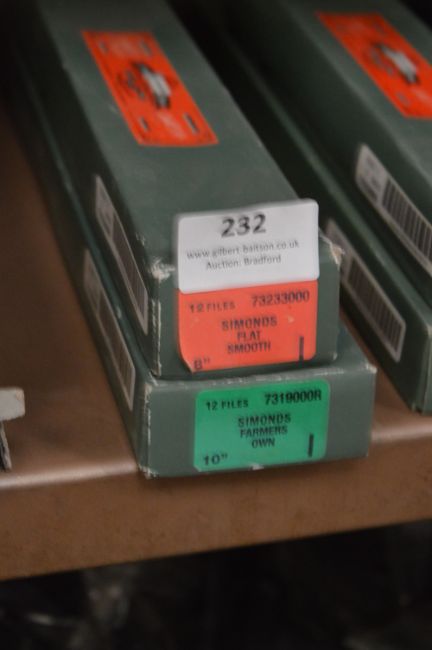 232
www.gilbert-baitson.co.uk
Auction: Bradford
12 FILES 73233000
SIMONDS
FLAT
SMOOTH
8"
12 FILES 7319000R
SIMONDS
FARMERS
OWN
10"